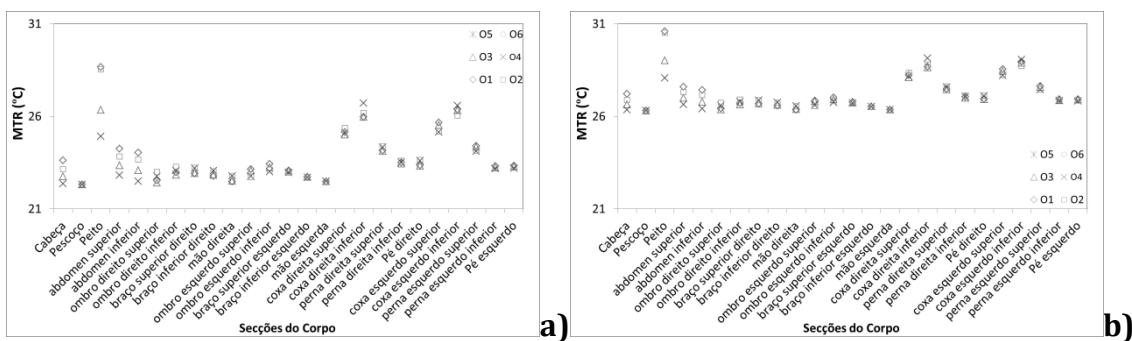 31
26
21
MTR (°C)
O5 O6
O3 O4
O1 O2
Cabeça
Pescoço
Peito
abdomen superior
abdomen inferior
ombro direito superior
ombro direito inferior
braço superior direito
braço inferior direito
mão direita
ombro esquerdo superior
ombro esquerdo inferior
braço superior esquerdo
braço inferior esquerdo
mão esquerda
coxa direita superior
coxa direita inferior
perna direita superior
perna direita inferior
Pé direito
coxa esquerdo superior
coxa esquerdo inferior
perna esquerdo superior
perna esquerdo inferior
Pé esquerdo
Secções do Corpo
a)
31
26
21
MTR (°C)
O5 O6
O3 O4
O1 O2
Cabeça
Pescoço
Peito
abdomen superior
abdomen inferior
ombro direito superior
ombro direito inferior
braço superior direito
braço inferior direito
mão direita
ombro esquerdo superior
ombro esquerdo inferior
braço superior esquerdo
braço inferior esquerdo
mão esquerda
coxa direita superior
coxa direita inferior
perna direita superior
perna direita inferior
Pé direito
coxa esquerdo superior
coxa esquerdo inferior
perna esquerdo superior
perna esquerdo inferior
Pé esquerdo
Secções do Corpo
b)